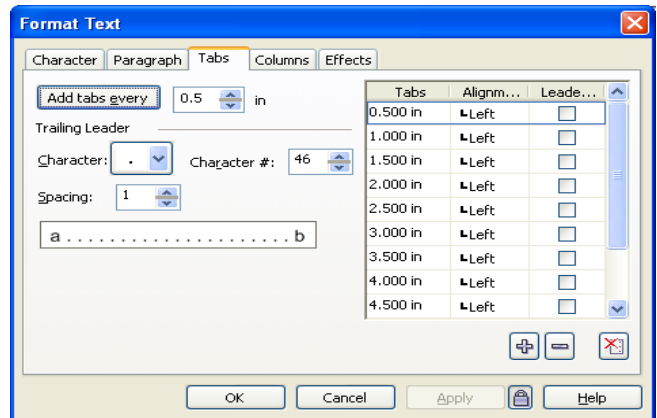 Format Text
Character Paragraph Tabs Columns Effects
Add tabs every 0.5 in
Trailing Leader
Character: . Character #: 46
Spacing: 1
a . . . . . . . . . . . . . . . . . . . . . . b
Tabs Alignm... Leade...
0.500 in Left
1.000 in Left
1.500 in Left
2.000 in Left
2.500 in Left
3.000 in Left
3.500 in Left
4.000 in Left
4.500 in Left
OK Cancel Apply Help